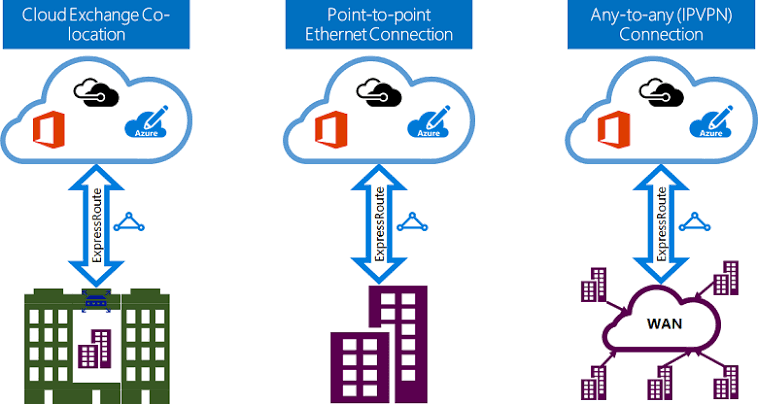 Cloud Exchange Co-
location
Point-to-point
Ethernet Connection
Any-to-any (IPVPN)
Connection
Azure
Azure
Azure
ExpressRoute
ExpressRoute
ExpressRoute
WAN